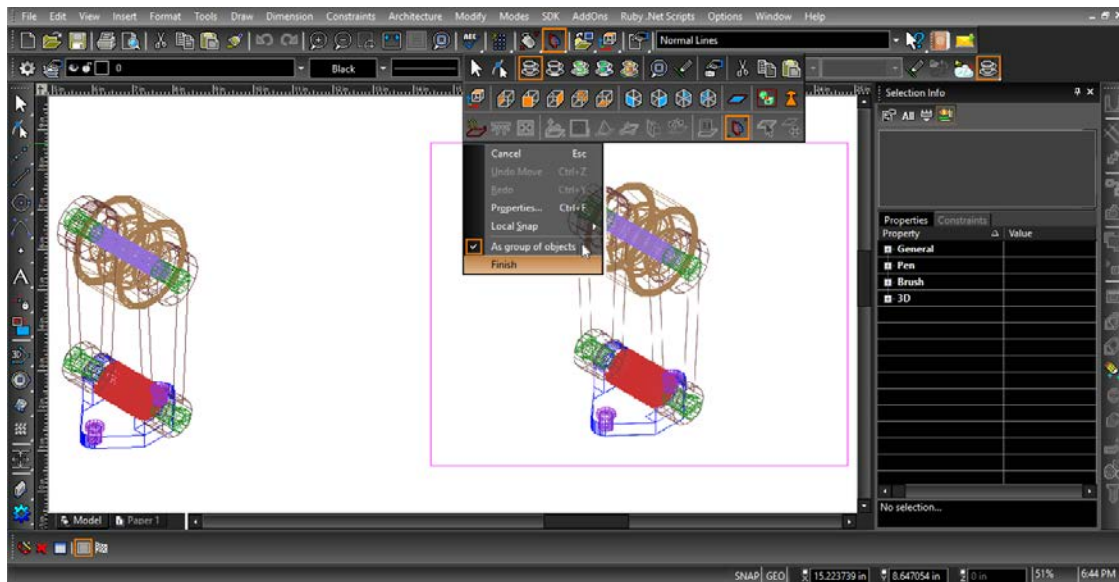 File Edit View Insert Format Tools Draw Dimension Constraints Architecture Modify Modes SDK AddOns Ruby .Net Scripts Options Window Help
Normal Lines
0 Black
Selection Info
All
Cancel Esc
Undo Move Ctrl+Z
Redo Ctrl+Y
Properties... Ctrl+E
Local Snap
As group of objects
Finish
Properties Constraints
Property Value
General
Pen
Brush
3D
No selection...
Model Paper 1
SNAP GEO 15.223739 in 8.647054 in 0 in 51% 6:44 PM